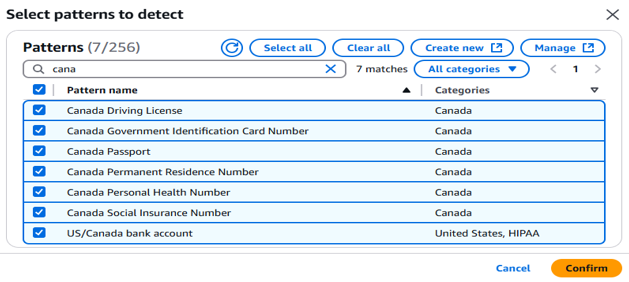 Select patterns to detect
Patterns (7/256)
Select all
Clear all
Create new
Manage
cana
7 matches
All categories
1
Pattern name
Categories
Canada Driving License Canada
Canada Government Identification Card Number Canada
Canada Passport Canada
Canada Permanent Residence Number Canada
Canada Personal Health Number Canada
Canada Social Insurance Number Canada
US/Canada bank account United States, HIPAA
Cancel
Confirm